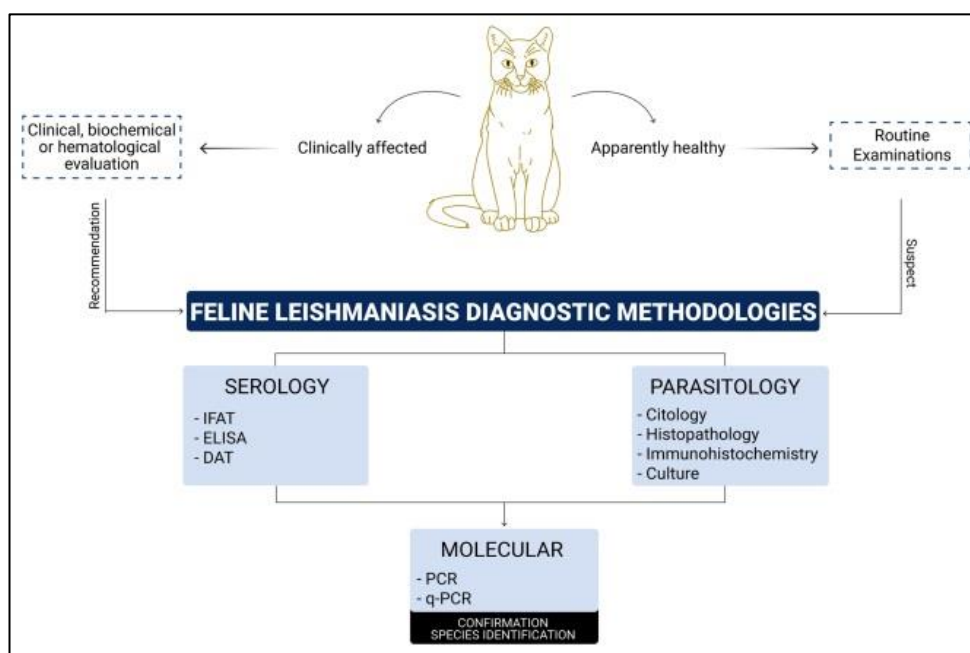 Clinical, biochemical
or hematological
evaluation
Clinically affected
Apparently healthy
Routine
Examinations
Recommendation
Suspect
FELINE LEISHMANIASIS DIAGNOSTIC METHODOLOGIES
SEROLOGY
- IFAT
- ELISA
- DAT
PARASITOLOGY
- Citology
- Histopathology
- Immunohistochemistry
- Culture
MOLECULAR
- PCR
- q-PCR
CONFIRMATION
SPECIES IDENTIFICATION